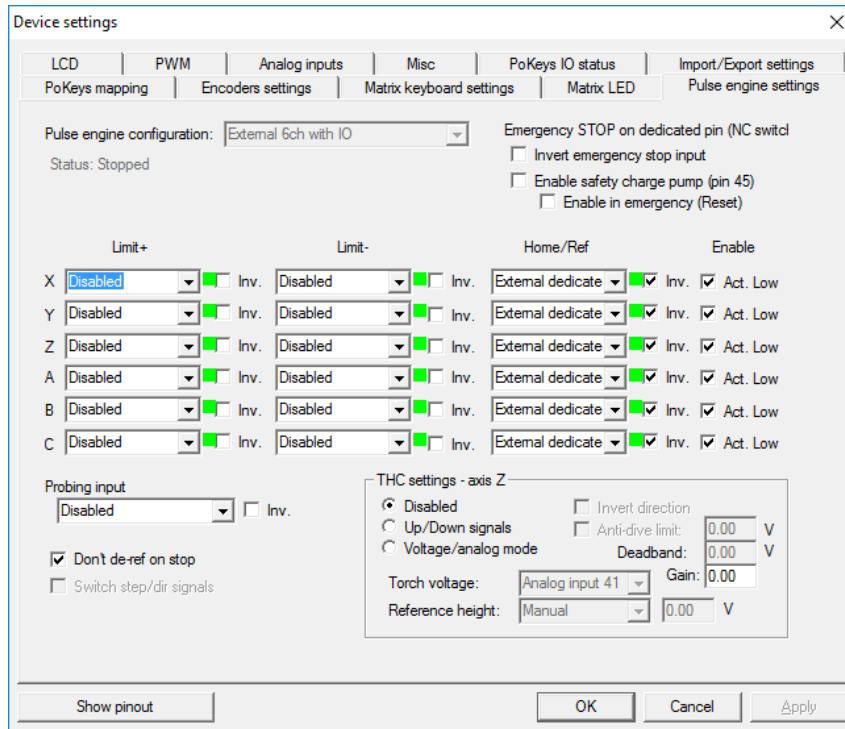 Device settings
LCD PWM Analog inputs Misc PoKeys IO status Import/Export settings
PoKeys mapping Encoders settings Matrix keyboard settings Matrix LED Pulse engine settings
Pulse engine configuration: External 6ch with IO
Status: Stopped
Emergency STOP on dedicated pin (NC switcl
Invert emergency stop input
Enable safety charge pump (pin 45)
Enable in emergency (Reset)
Limit+ Limit- Home/Ref Enable
X Disabled Inv. Disabled Inv. External dedicate Inv. Act. Low
Y Disabled Inv. Disabled Inv. External dedicate Inv. Act. Low
Z Disabled Inv. Disabled Inv. External dedicate Inv. Act. Low
A Disabled Inv. Disabled Inv. External dedicate Inv. Act. Low
B Disabled Inv. Disabled Inv. External dedicate Inv. Act. Low
C Disabled Inv. Disabled Inv. External dedicate Inv. Act. Low
Probing input
Disabled Inv.
Don't de-ref on stop
Switch step/dir signals
THC settings - axis Z
Disabled Invert direction
Up/Down signals Anti-dive limit: 0.00 V
Voltage/analog mode Deadband: 0.00 V
Torch voltage: Analog input 41 Gain: 0.00
Reference height: Manual 0.00 V
Show pinout OK Cancel Apply